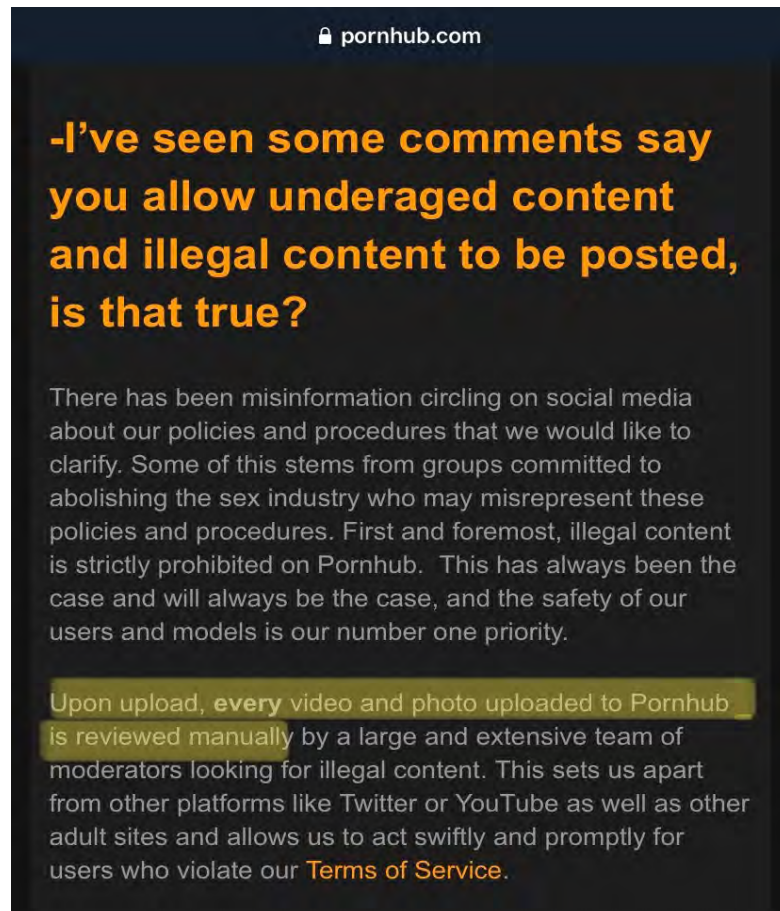 pornhub.com
-I've seen some comments say
you allow underaged content
and illegal content to be posted,
is that true?
There has been misinformation circling on social media
about our policies and procedures that we would like to
clarify. Some of this stems from groups committed to
abolishing the sex industry who may misrepresent these
policies and procedures. First and foremost, illegal content
is strictly prohibited on Pornhub.  This has always been the
case and will always be the case, and the safety of our
users and models is our number one priority.
Upon upload, every video and photo uploaded to Pornhub
is reviewed manually by a large and extensive team of
moderators looking for illegal content. This sets us apart
from other platforms like Twitter or YouTube as well as other
adult sites and allows us to act swiftly and promptly for
users who violate our Terms of Service.